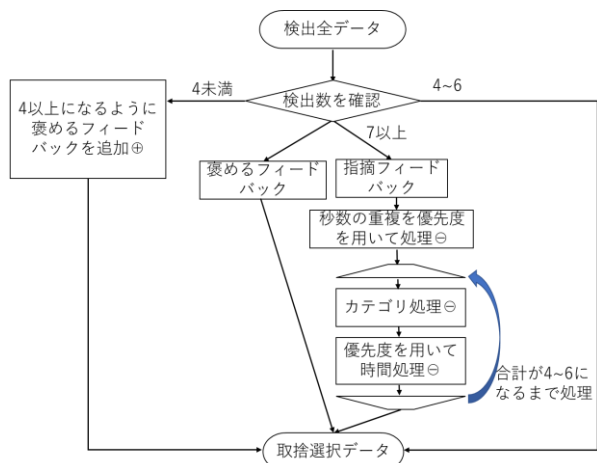 検出全データ
4未満
検出数を確認
4~6
4以上になるように
褒めるフィード
バックを追加⊕
7以上
褒めるフィード
バック
指摘フィード
バック
秒数の重複を優先度
を用いて処理⊖
カテゴリ処理⊖
優先度を用いて
時間処理⊖
合計が4~6に
なるまで処理
取捨選択データ